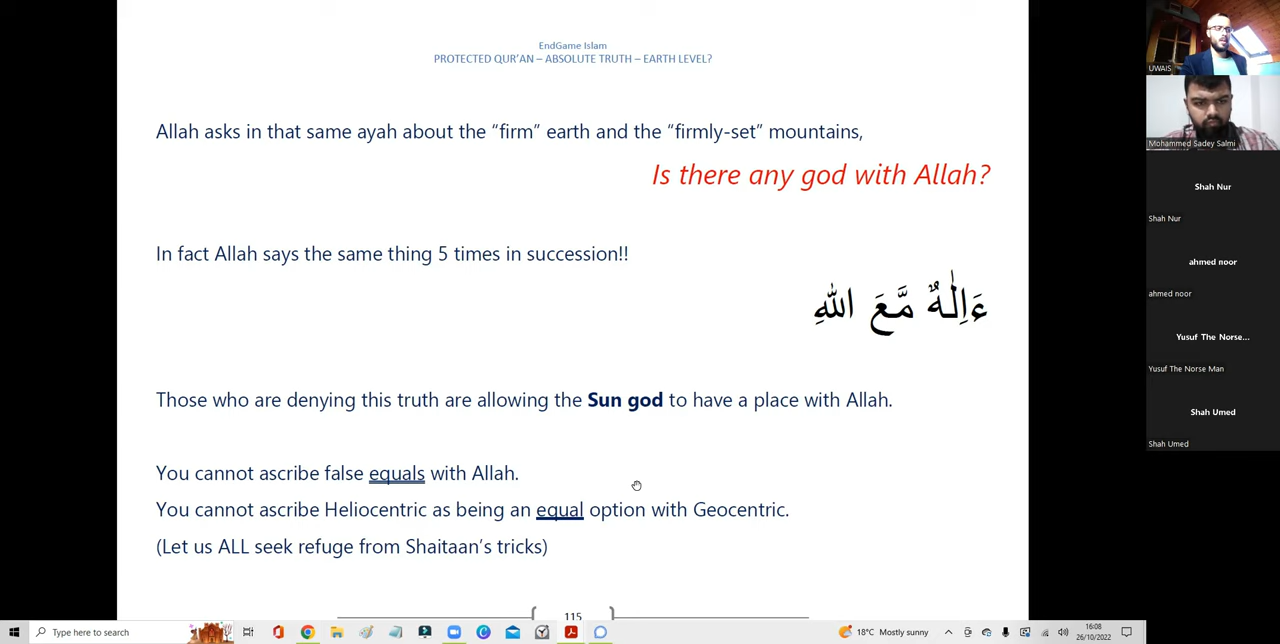 EndGame Islam
PROTECTED QUR'AN – ABSOLUTE TRUTH – EARTH LEVEL?
Allah asks in that same ayah about the “firm” earth and the “firmly-set” mountains,
Is there any god with Allah?
In fact Allah says the same thing 5 times in succession!!
ءَاِلٰـهٌ مَّعَ اللّٰهِ
Those who are denying this truth are allowing the Sun god to have a place with Allah.
You cannot ascribe false equals with Allah.
You cannot ascribe Heliocentric as being an equal option with Geocentric.
(Let us ALL seek refuge from Shaitaan's tricks)
115
UWAIS
Mohammed Sadey Salmi
Shah Nur
Shah Nur
ahmed noor
ahmed noor
Yusuf The Norse...
Yusuf The Norse Man
Shah Umed
Shah Umed
Type here to search
18°C Mostly sunny
16:08
26/10/2022